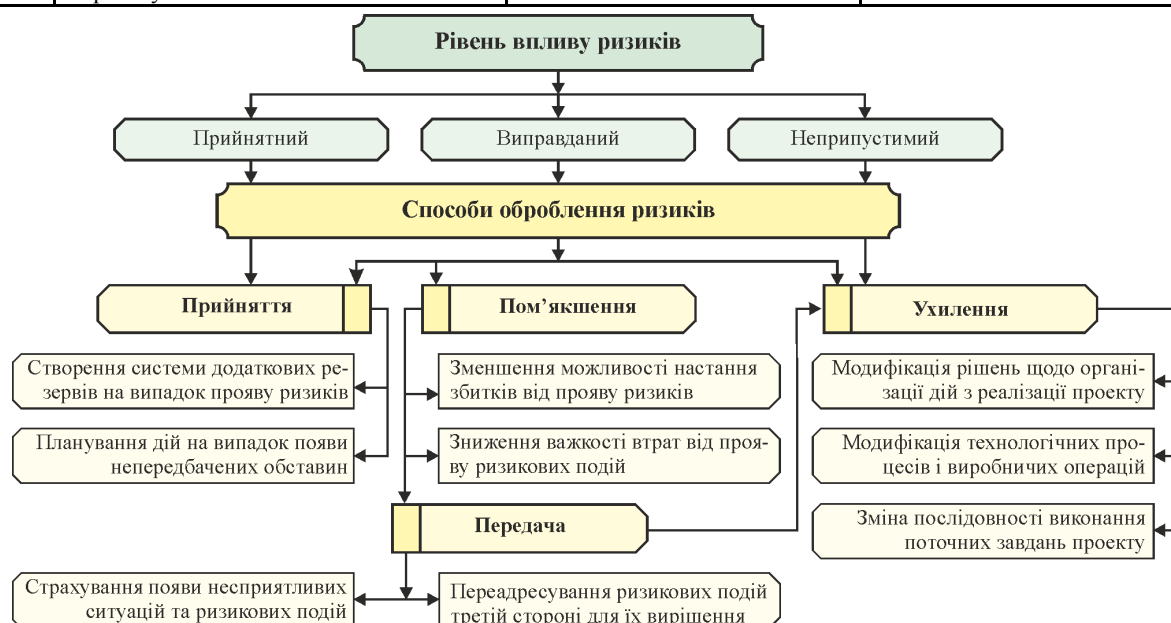 Рівень впливу ризиків
Прийнятний
Виправданий
Неприпустимий
Способи оброблення ризиків
Прийняття
Пом’якшення
Ухилення
Створення системи додаткових ре-
зервів на випадок прояву ризиків
Зменшення можливості настання
збитків від прояву ризиків
Модифікація рішень щодо органі-
зації дій з реалізації проекту
Планування дій на випадок появи
непередбачених обставин
Зниження важкості втрат від проя-
ву ризикових подій
Модифікація технологічних про-
цесів і виробничих операцій
Передача
Зміна послідовності виконання
поточних завдань проекту
Страхування появи несприятливих
ситуацій та ризикових подій
Переадресування ризикових подій
третій стороні для їх вирішення